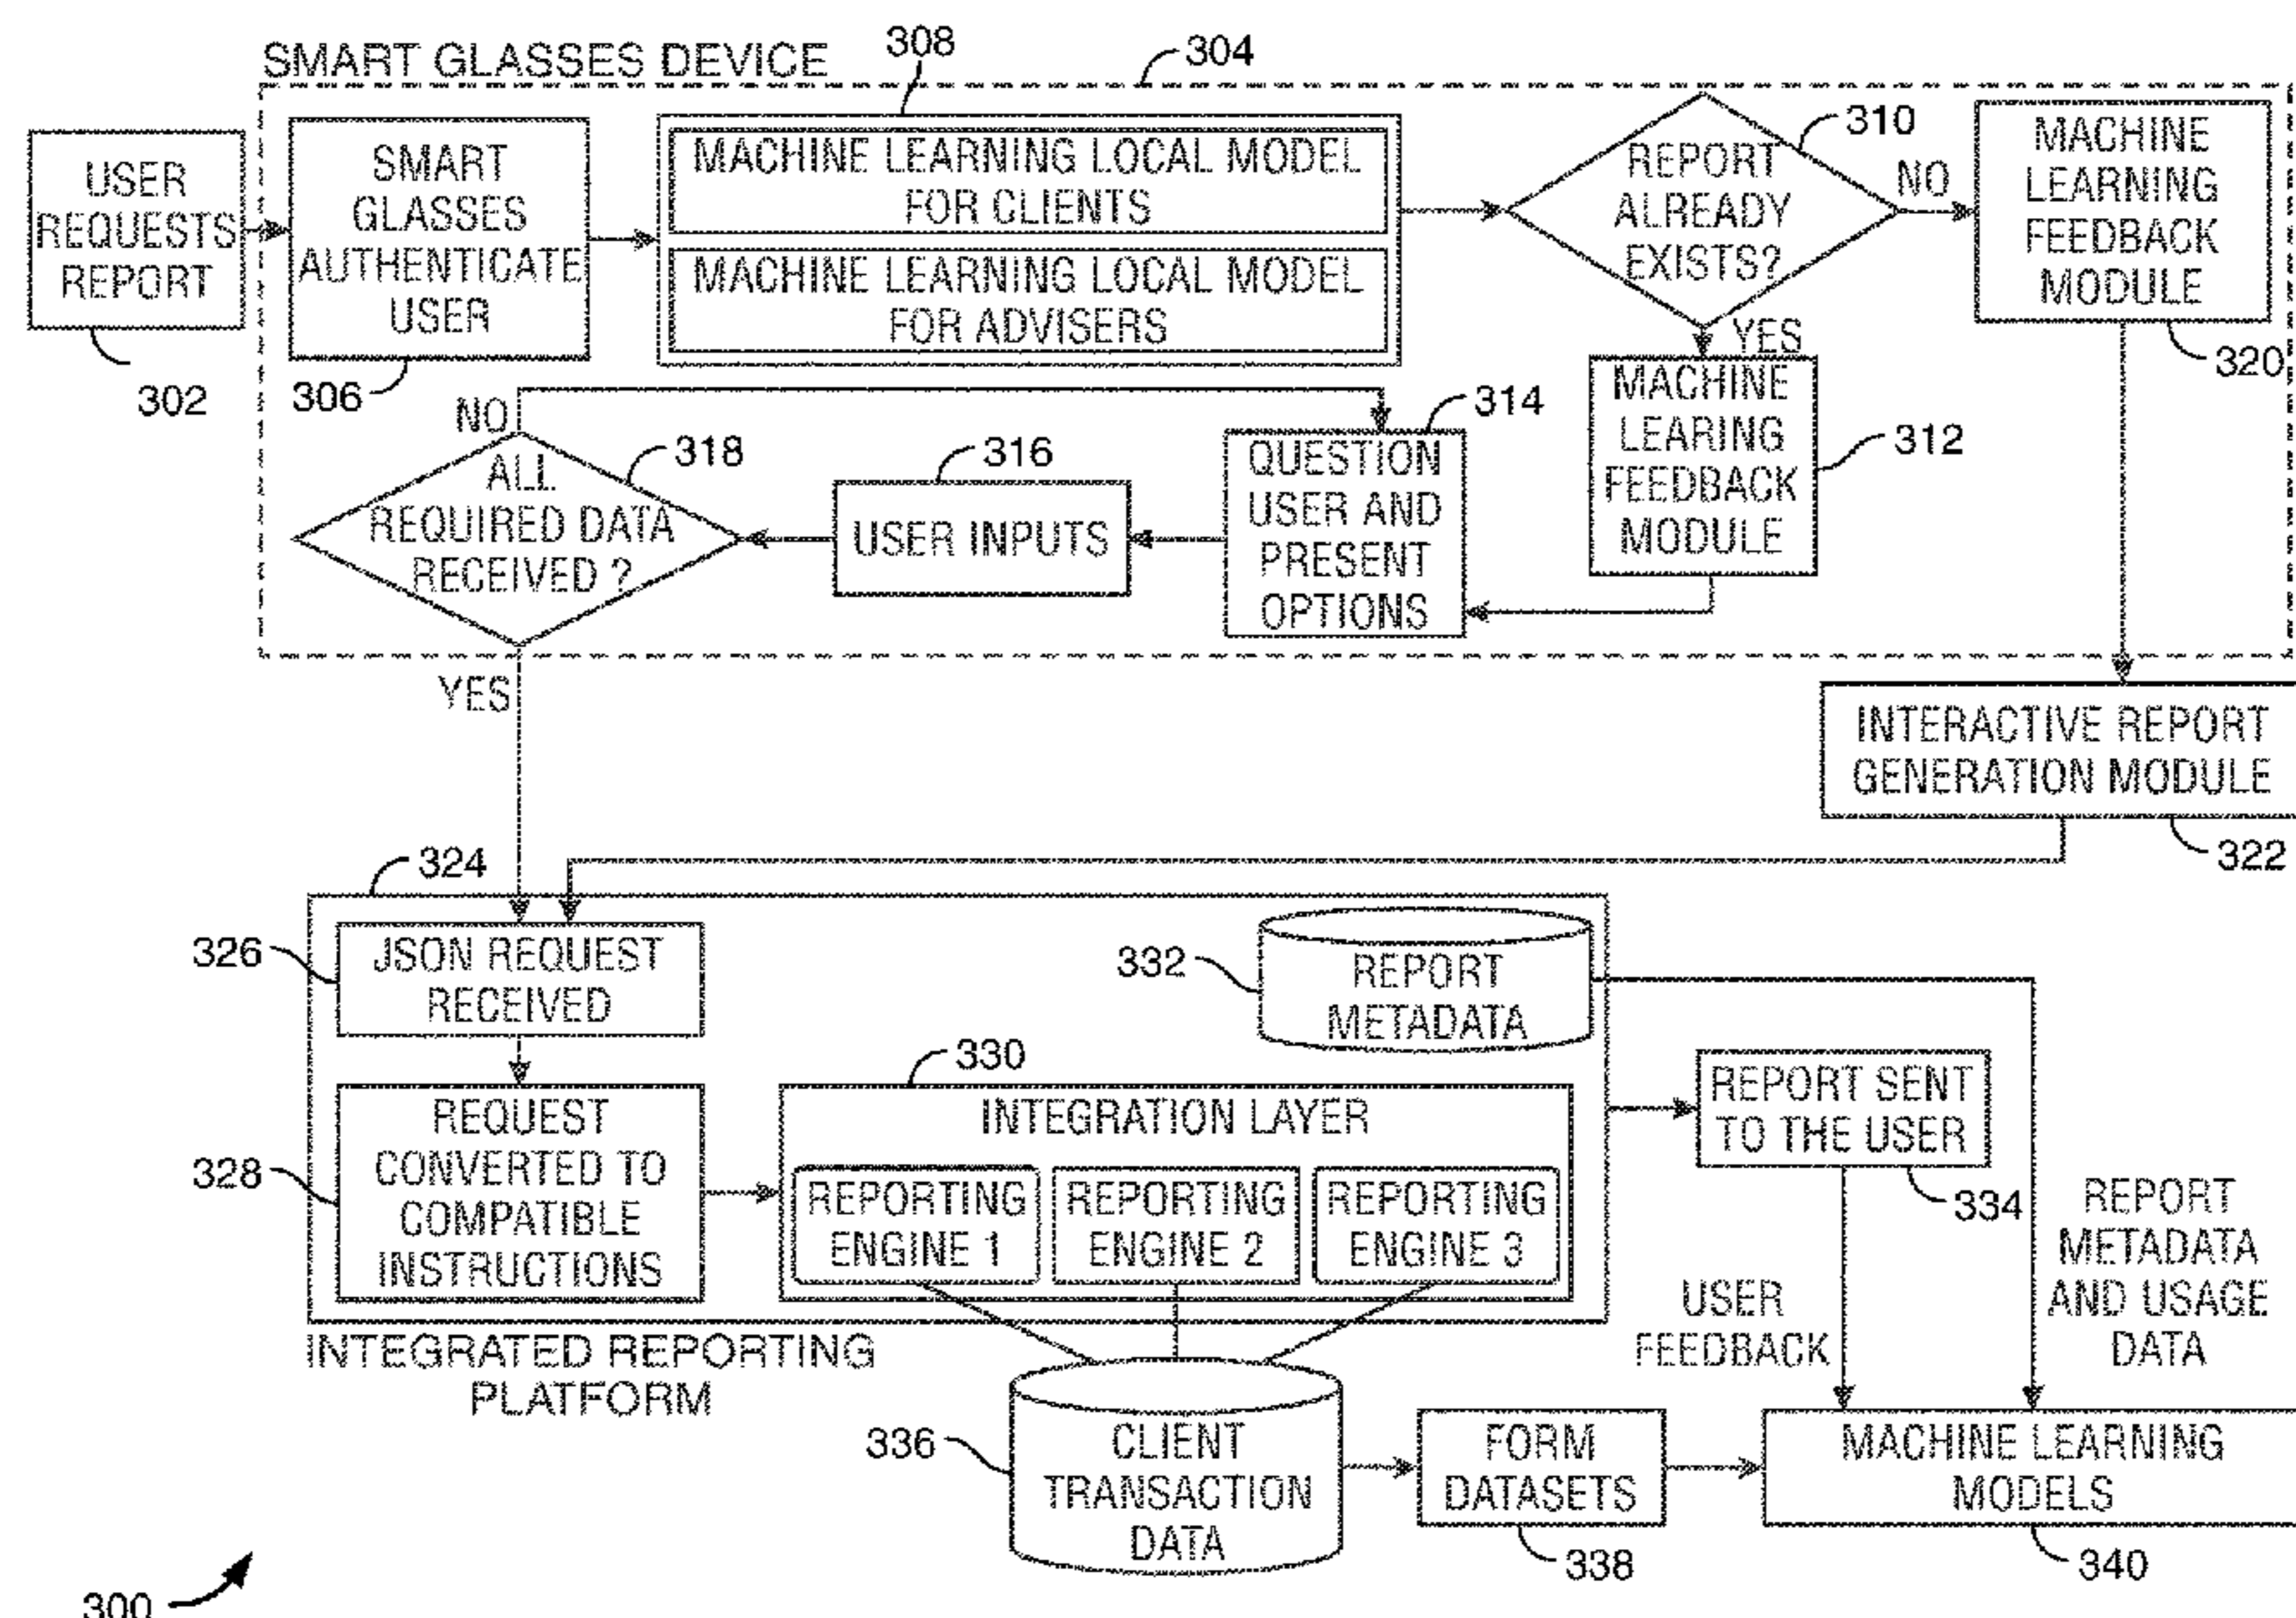 SMART GLASSES DEVICE
308
304
USER
REQUESTS
REPORT
302
SMART
GLASSES
AUTHENTICATE
USER
306
MACHINE LEARNING LOCAL MODEL
FOR CLIENTS
MACHINE LEARNING LOCAL MODEL
FOR ADVISERS
REPORT
ALREADY
EXISTS?
310
NO
YES
MACHINE
LEARNING
FEEDBACK
MODULE
320
MACHINE
LEARING
FEEDBACK
MODULE
312
QUESTION
USER AND
PRESENT
OPTIONS
314
USER INPUTS
316
ALL
REQUIRED DATA
RECEIVED ?
318
NO
YES
INTERACTIVE REPORT
GENERATION MODULE
322
324
JSON REQUEST
RECEIVED
326
REQUEST
CONVERTED TO
COMPATIBLE
INSTRUCTIONS
328
330
INTEGRATION LAYER
REPORTING
ENGINE 1
REPORTING
ENGINE 2
REPORTING
ENGINE 3
REPORT
METADATA
332
INTEGRATED REPORTING
PLATFORM
REPORT SENT
TO THE USER
334
USER
FEEDBACK
REPORT
METADATA
AND USAGE
DATA
CLIENT
TRANSACTION
DATA
336
FORM
DATASETS
338
MACHINE LEARNING
MODELS
340
300